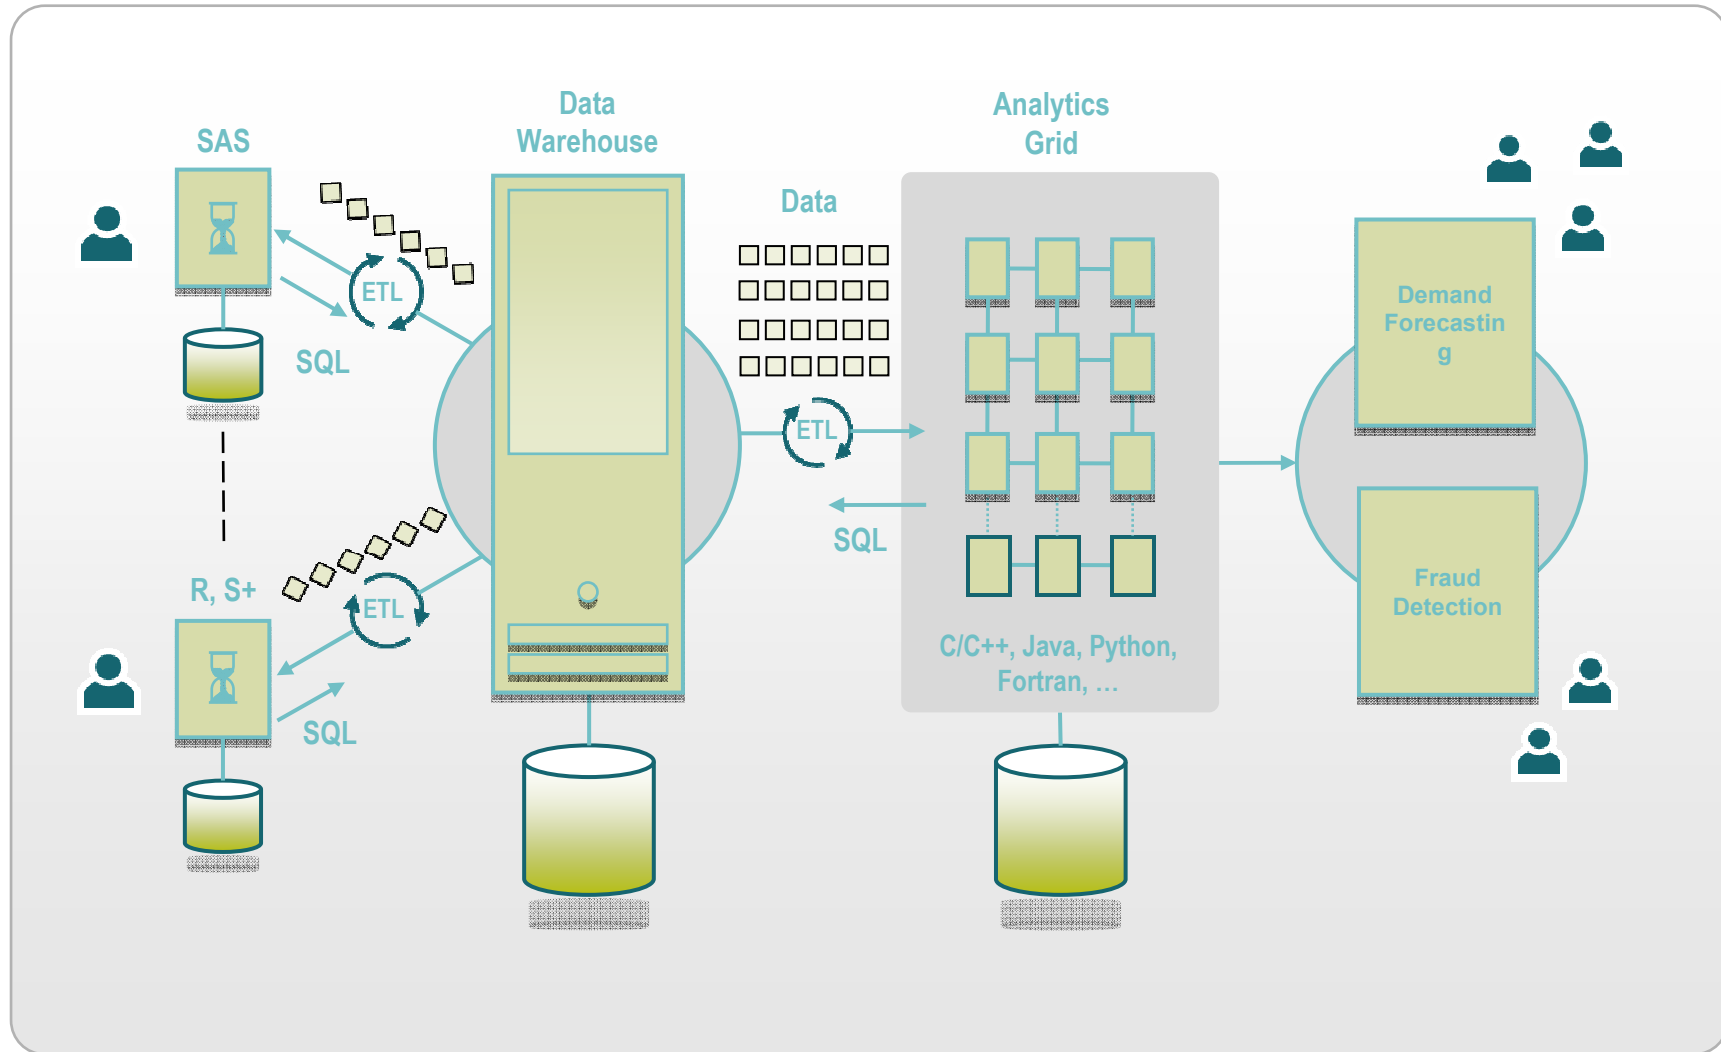 SAS
Data
Warehouse
Analytics
Grid
Data
ETL
SQL
ETL
SQL
R, S+
ETL
SQL
C/C++, Java, Python,
Fortran, …
Demand
Forecastin
g
Fraud
Detection